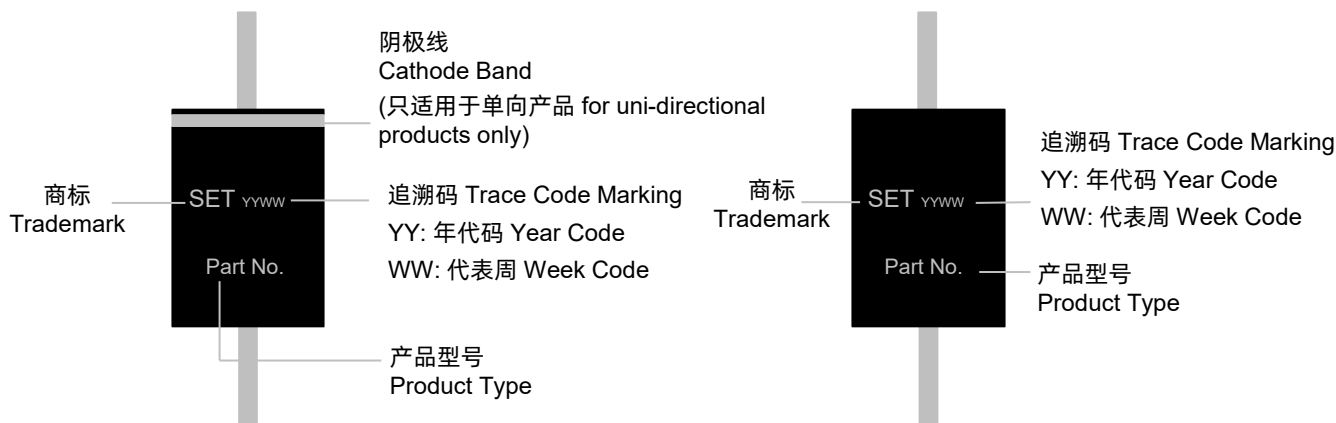 阴极线
Cathode Band
(只适用于单向产品 for uni-directional
products only)
商标
Trademark
SET YYWW
追溯码 Trace Code Marking
YY: 年代码 Year Code
WW: 代表周 Week Code
Part No.
产品型号
Product Type
商标
Trademark
SET YYWW
追溯码 Trace Code Marking
YY: 年代码 Year Code
WW: 代表周 Week Code
Part No.
产品型号
Product Type